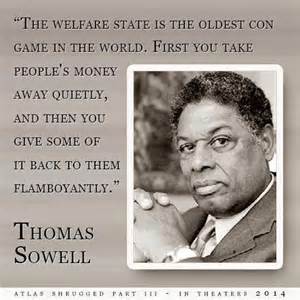 “The welfare state is the oldest con
game in the world. First you take
people's money
away quietly,
and then you
give some of
it back to them
flamboyantly.”
Thomas
Sowell
ATLAS SHRUGGED PART III - IN THEATERS 2014